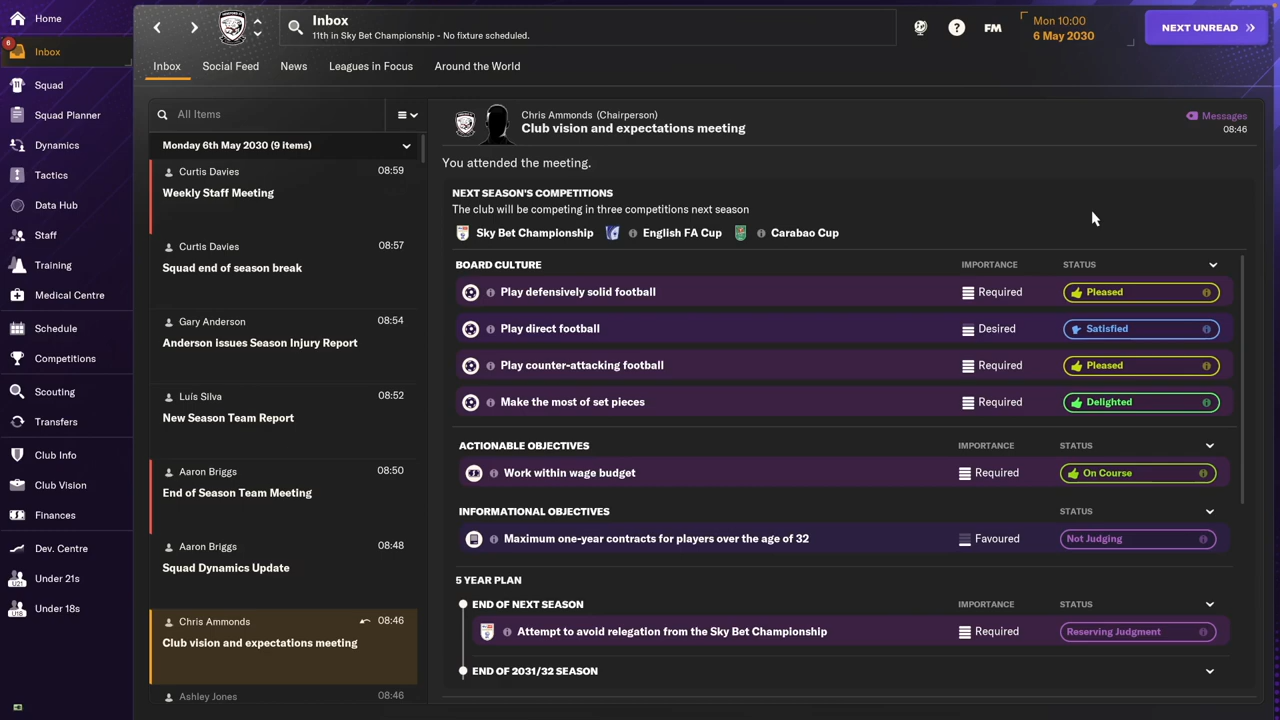 Home
6
Inbox
Squad
Squad Planner
Dynamics
Tactics
Data Hub
Staff
Training
Medical Centre
Schedule
Competitions
Scouting
Transfers
Club Info
Club Vision
Finances
Dev. Centre
U21
Under 21s
U18
Under 18s
Inbox
11th in Sky Bet Championship - No fixture scheduled.
?
FM
Mon 10:00
6 May 2030
NEXT UNREAD
Inbox
Social Feed
News
Leagues in Focus
Around the World
All Items
Monday 6th May 2030 (9 items)
Curtis Davies 08:59
Weekly Staff Meeting
Curtis Davies 08:57
Squad end of season break
Gary Anderson 08:54
Anderson issues Season Injury Report
Luís Silva 08:52
New Season Team Report
Aaron Briggs 08:50
End of Season Team Meeting
Aaron Briggs 08:48
Squad Dynamics Update
Chris Ammonds 08:46
Club vision and expectations meeting
Ashley Jones 08:46
Chris Ammonds (Chairperson)
Club vision and expectations meeting
Messages
08:46
You attended the meeting.
NEXT SEASON'S COMPETITIONS
The club will be competing in three competitions next season
Sky Bet Championship English FA Cup Carabao Cup
BOARD CULTURE IMPORTANCE STATUS
Play defensively solid football Required Pleased
Play direct football Desired Satisfied
Play counter-attacking football Required Pleased
Make the most of set pieces Required Delighted
ACTIONABLE OBJECTIVES IMPORTANCE STATUS
Work within wage budget Required On Course
INFORMATIONAL OBJECTIVES STATUS
Maximum one-year contracts for players over the age of 32 Favoured Not Judging
5 YEAR PLAN
END OF NEXT SEASON IMPORTANCE STATUS
Attempt to avoid relegation from the Sky Bet Championship Required Reserving Judgment
END OF 2031/32 SEASON